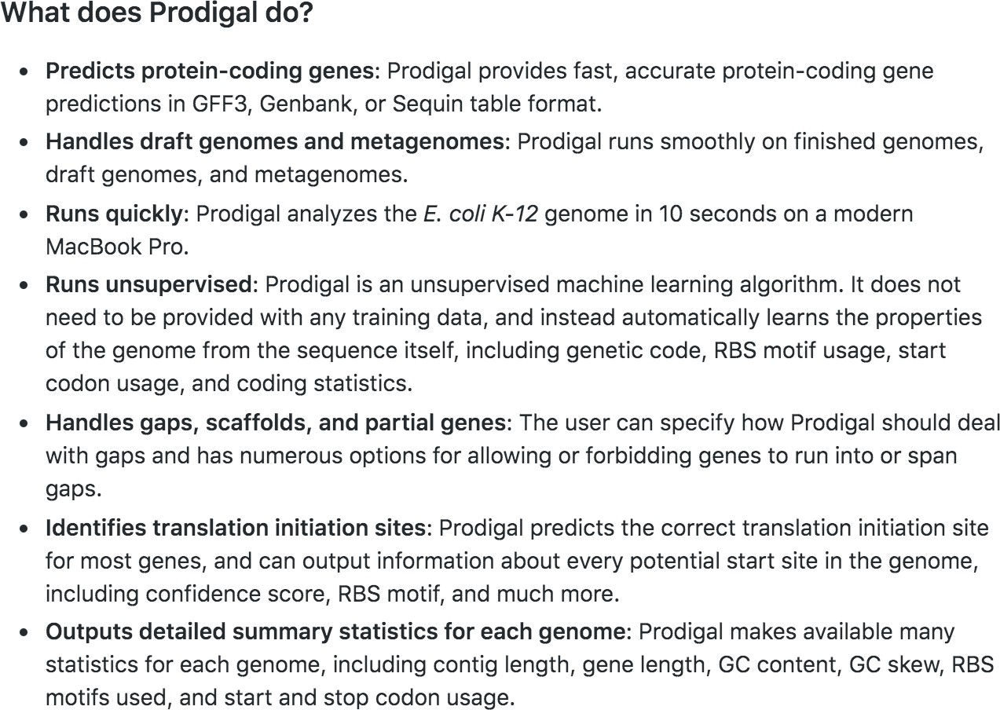 What does Prodigal do?
• Predicts protein-coding genes: Prodigal provides fast, accurate protein-coding gene
predictions in GFF3, Genbank, or Sequin table format.
• Handles draft genomes and metagenomes: Prodigal runs smoothly on finished genomes,
draft genomes, and metagenomes.
• Runs quickly: Prodigal analyzes the E. coli K-12 genome in 10 seconds on a modern
MacBook Pro.
• Runs unsupervised: Prodigal is an unsupervised machine learning algorithm. It does not
need to be provided with any training data, and instead automatically learns the properties
of the genome from the sequence itself, including genetic code, RBS motif usage, start
codon usage, and coding statistics.
• Handles gaps, scaffolds, and partial genes: The user can specify how Prodigal should deal
with gaps and has numerous options for allowing or forbidding genes to run into or span
gaps.
• Identifies translation initiation sites: Prodigal predicts the correct translation initiation site
for most genes, and can output information about every potential start site in the genome,
including confidence score, RBS motif, and much more.
• Outputs detailed summary statistics for each genome: Prodigal makes available many
statistics for each genome, including contig length, gene length, GC content, GC skew, RBS
motifs used, and start and stop codon usage.